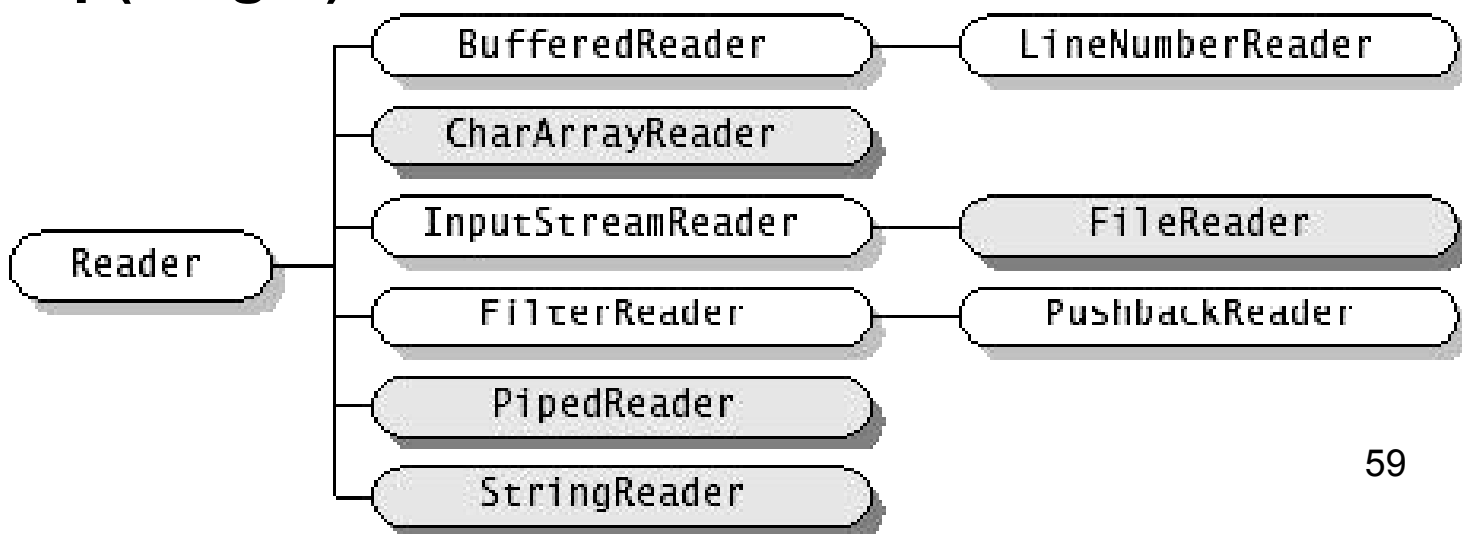 BufferedReader LineNumberReader
CharArrayReader
InputStreamReader FileReader
Reader
FilterReader PushbackReader
PipedReader
StringReader
59